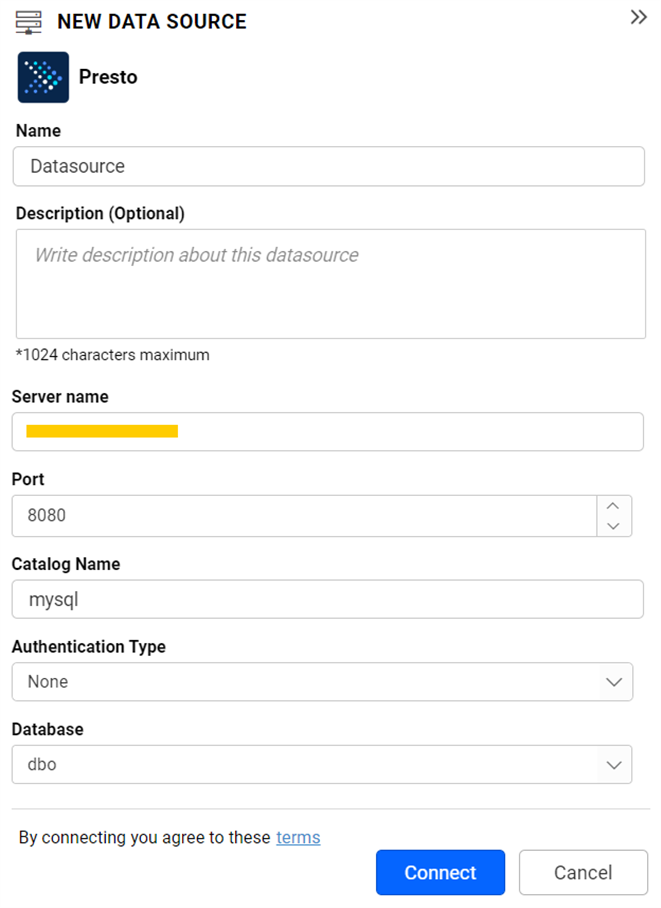 NEW DATA SOURCE
Presto
Name
Datasource
Description (Optional)
Write description about this datasource
*1024 characters maximum
Server name
Port
8080
Catalog Name
mysql
Authentication Type
None
Database
dbo
By connecting you agree to these terms
Connect Cancel